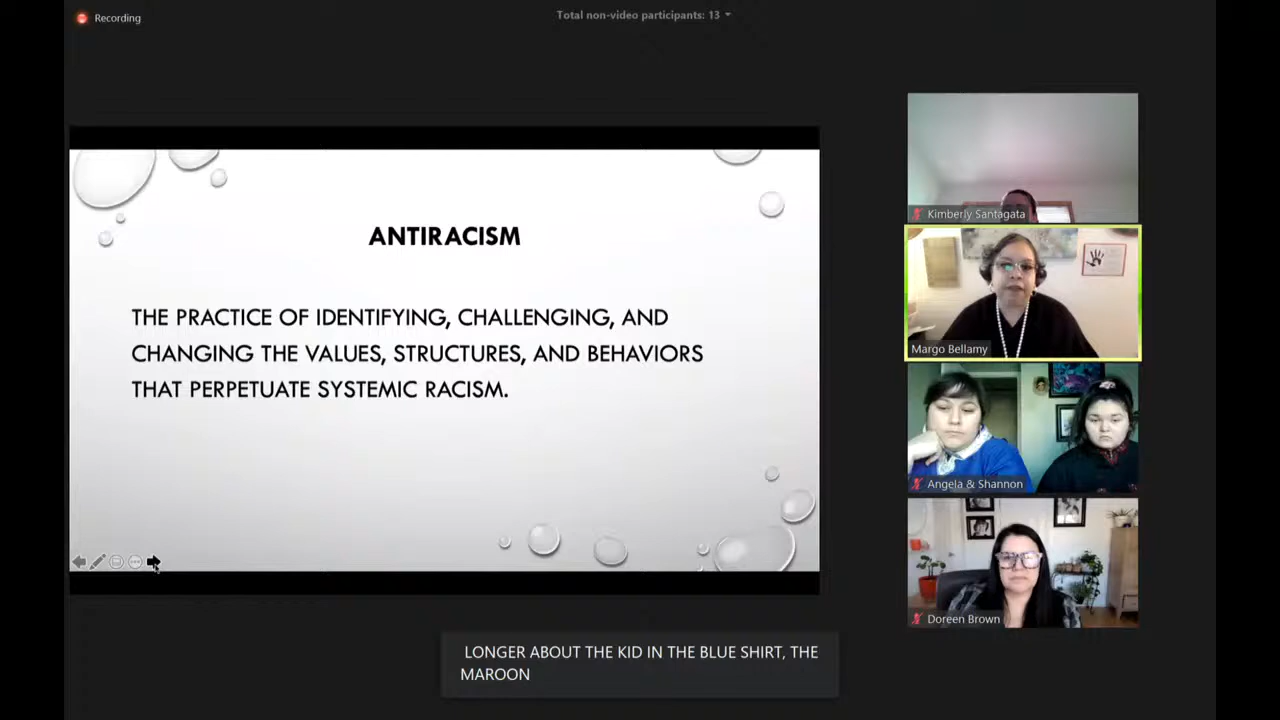 Recording
Total non-video participants: 13
ANTIRACISM
THE PRACTICE OF IDENTIFYING, CHALLENGING, AND
CHANGING THE VALUES, STRUCTURES, AND BEHAVIORS
THAT PERPETUATE SYSTEMIC RACISM.
Kimberly Santagata
Margo Bellamy
Angela & Shannon
Doreen Brown
LONGER ABOUT THE KID IN THE BLUE SHIRT, THE
MAROON